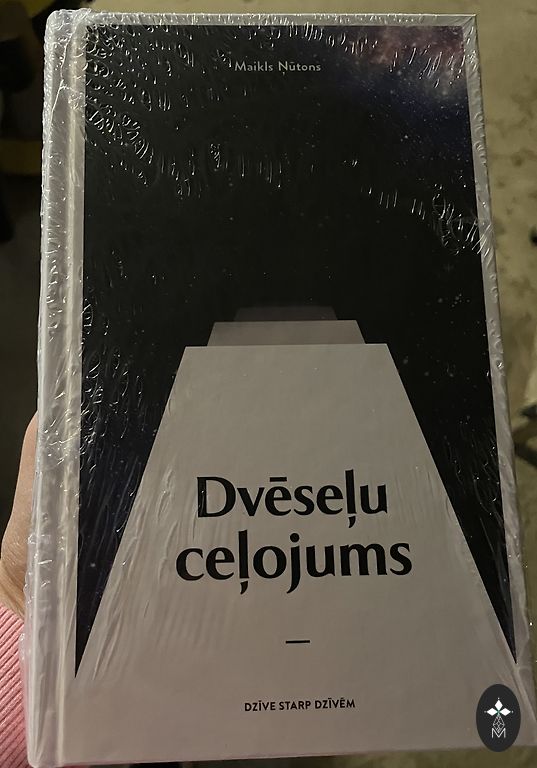 Maikls Nūtons
Dvēseļu
ceļojums
DZĪVE STARP DZĪVĒM
M